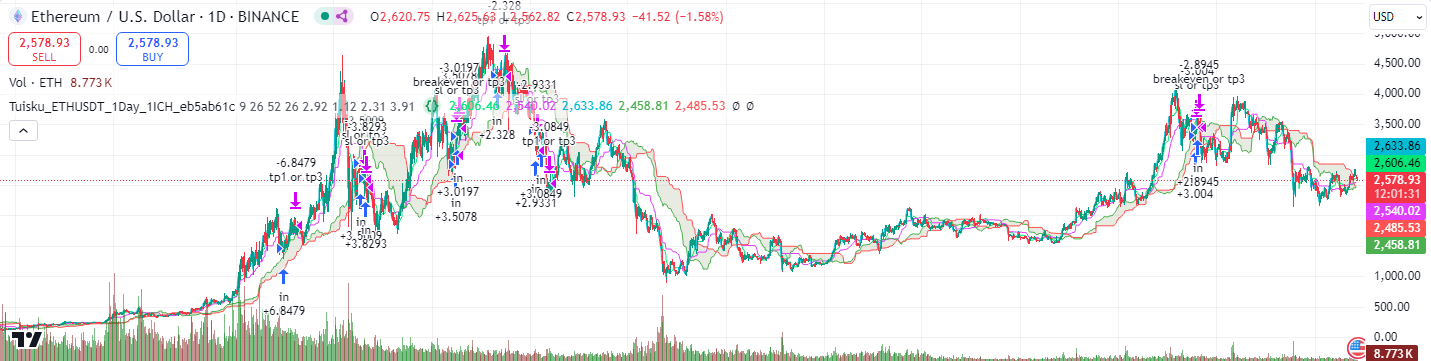 Ethereum / U.S. Dollar · 1D · BINANCE
O2,620.75 H2,625.63 L2,562.82 C2,578.93 −41.52 (−1.58%)
USD
2,578.93
SELL
0.00
2,578.93
BUY
Vol · ETH 8.773 K
Tuisku_ETHUSDT_1Day_1ICH_eb5ab61c 9 26 52 26 2.92 1.12 2.31 3.91
2,606.46 2,540.02 2,633.86 2,458.81 2,485.53 Ø Ø
-2.328
tp1 or tp3
-3.0197
-3.5078
breakeven or tp3
sl or tp3
-2.9331
-3.8293
sl or tp3
in
-2.328
-3.0849
tp1 or tp3
-6.8479
tp1 or tp3
in
+3.0197
+3.5078
in
+3.0849
+2.9331
in
+3.8293
in
+6.8479
-2.8945
-3.004
breakeven or tp3
sl or tp3
in
+3.004
4,500.00
4,000.00
3,500.00
2,633.86
2,606.46
2,578.93
12:01:31
2,540.02
2,485.53
2,458.81
1,000.00
500.00
0.00
8.773 K